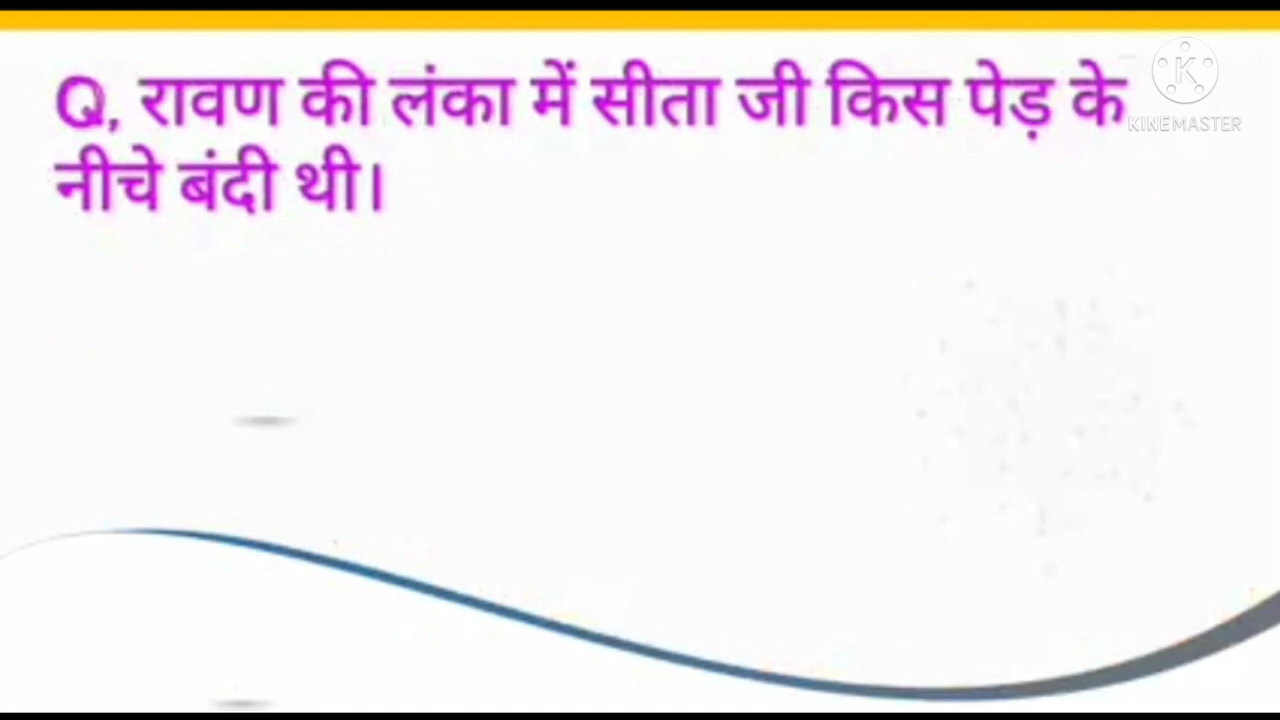 Q, रावण की लंका में सीता जी किस पेड़ के
नीचे बंदी थी।
K
KINEMASTER